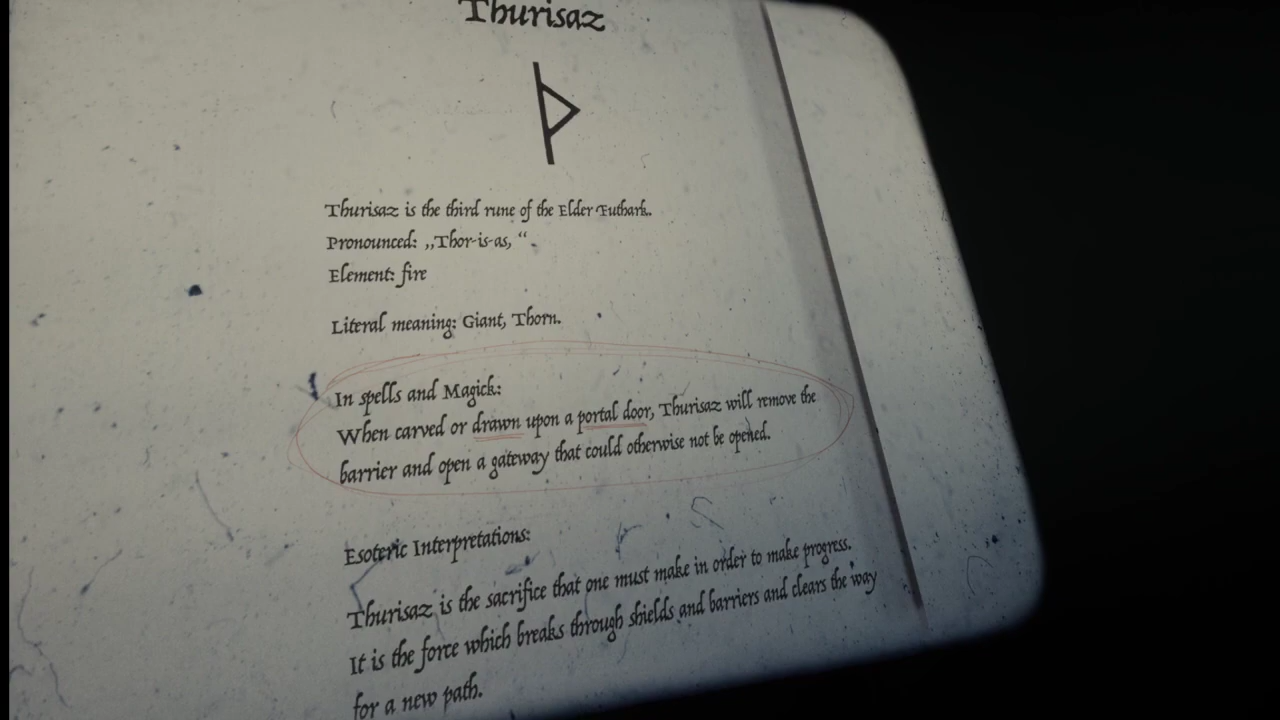 Thurisaz
Thurisaz is the third rune of the Elder Futhark.
Pronounced: „Thor-is-as, “.
Element: fire
Literal meaning: Giant, Thorn.
In spells and Magick:
When carved or drawn upon a portal door, Thurisaz will remove the
barrier and open a gateway that could otherwise not be opened.
Esoteric Interpretations:
Thurisaz is the sacrifice that one must make in order to make progress.
It is the force which breaks through shields and barriers and clears the way
for a new path.